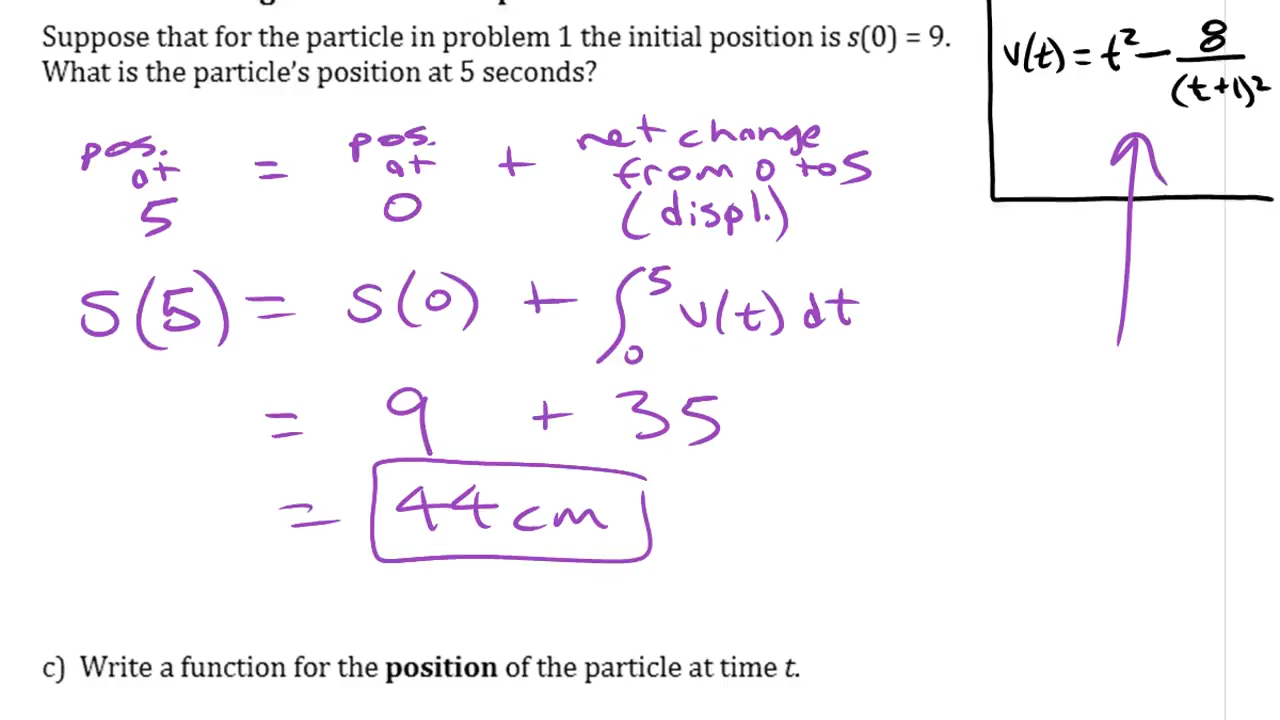 Suppose that for the particle in problem 1 the initial position is s(0) = 9.
What is the particle's position at 5 seconds?
v(t) = t² − 8/(t+1)²
pos. at 5 = pos. at 0 + net change from 0 to 5 (displ.)
S(5) = S(0) + ∫₀⁵ v(t) dt
= 9 + 35
= 44 cm
c) Write a function for the position of the particle at time t.